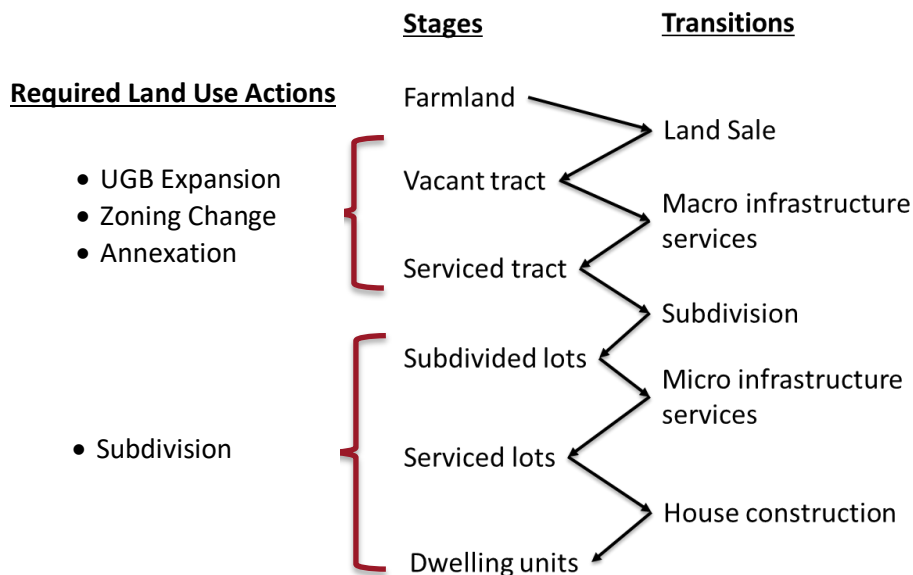 Stages
Transitions
Required Land Use Actions
• UGB Expansion
• Zoning Change
• Annexation
• Subdivision
Farmland
Vacant tract
Serviced tract
Subdivided lots
Serviced lots
Dwelling units
Land Sale
Macro infrastructure
services
Subdivision
Micro infrastructure
services
House construction